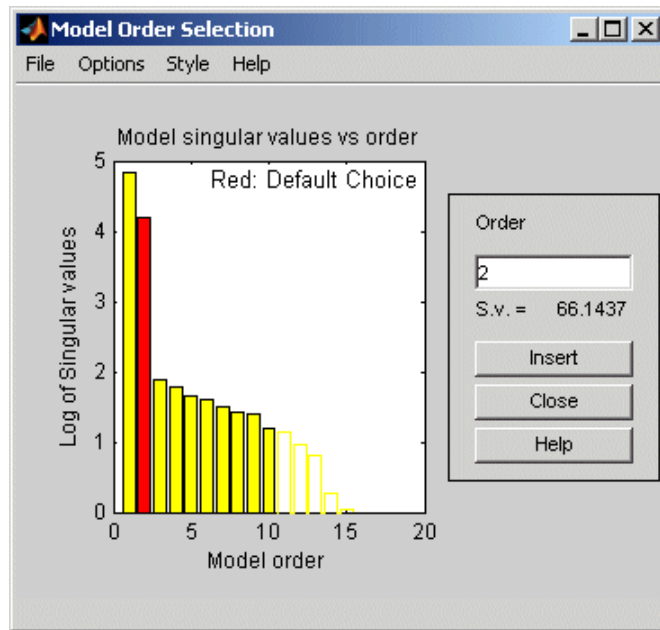 Model Order Selection
File Options Style Help
Model singular values vs order
Red: Default Choice
Log of Singular values
5
4
3
2
1
0
0 5 10 15 20
Model order
Order
2
S.v. = 66.1437
Insert
Close
Help